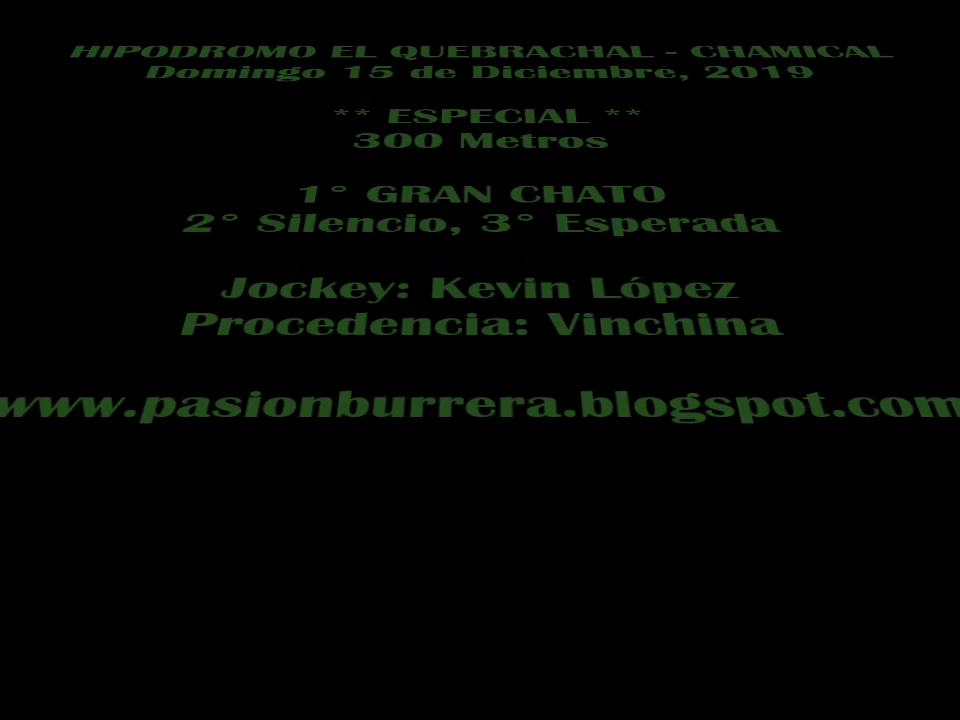 HIPODROMO EL QUEBRACHAL - CHAMICAL
Domingo 15 de Diciembre, 2019
** ESPECIAL **
300 Metros
1° GRAN CHATO
2° Silencio, 3° Esperada
Jockey: Kevin López
Procedencia: Vinchina
www.pasionburrera.blogspot.com